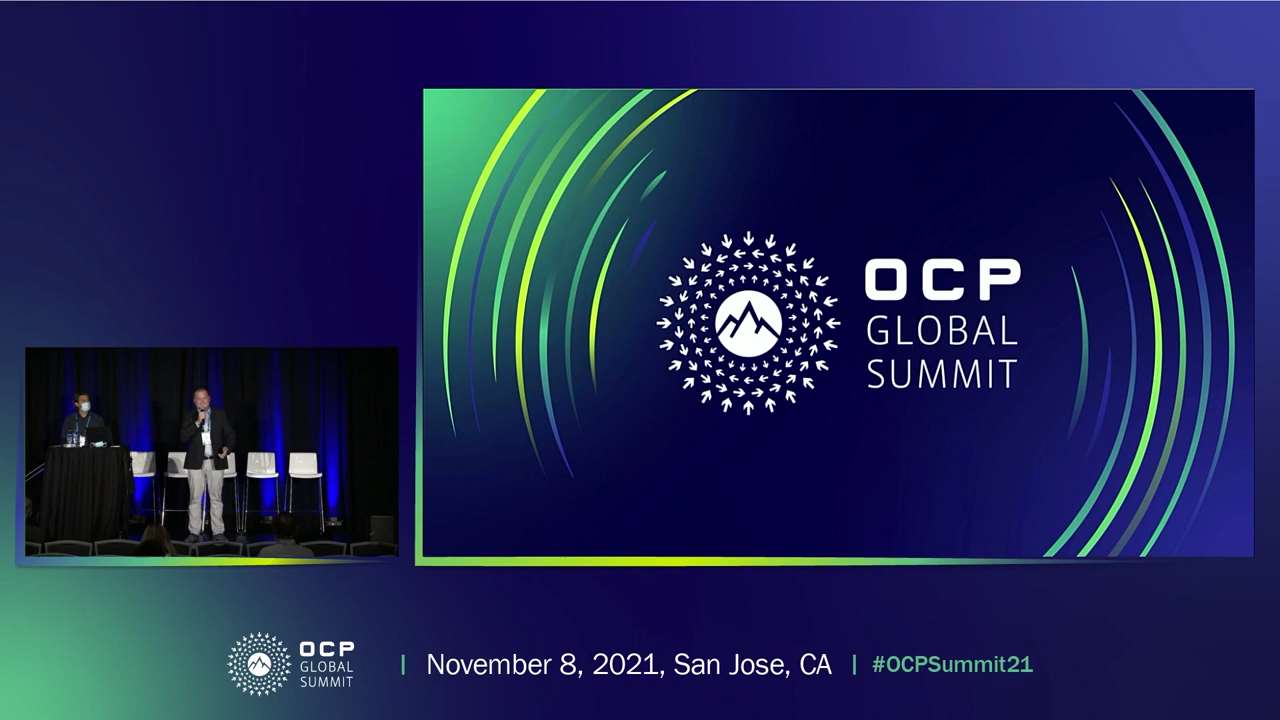 OCP
GLOBAL
SUMMIT
OCP
GLOBAL
SUMMIT
| November 8, 2021, San Jose, CA | #OCPSummit21